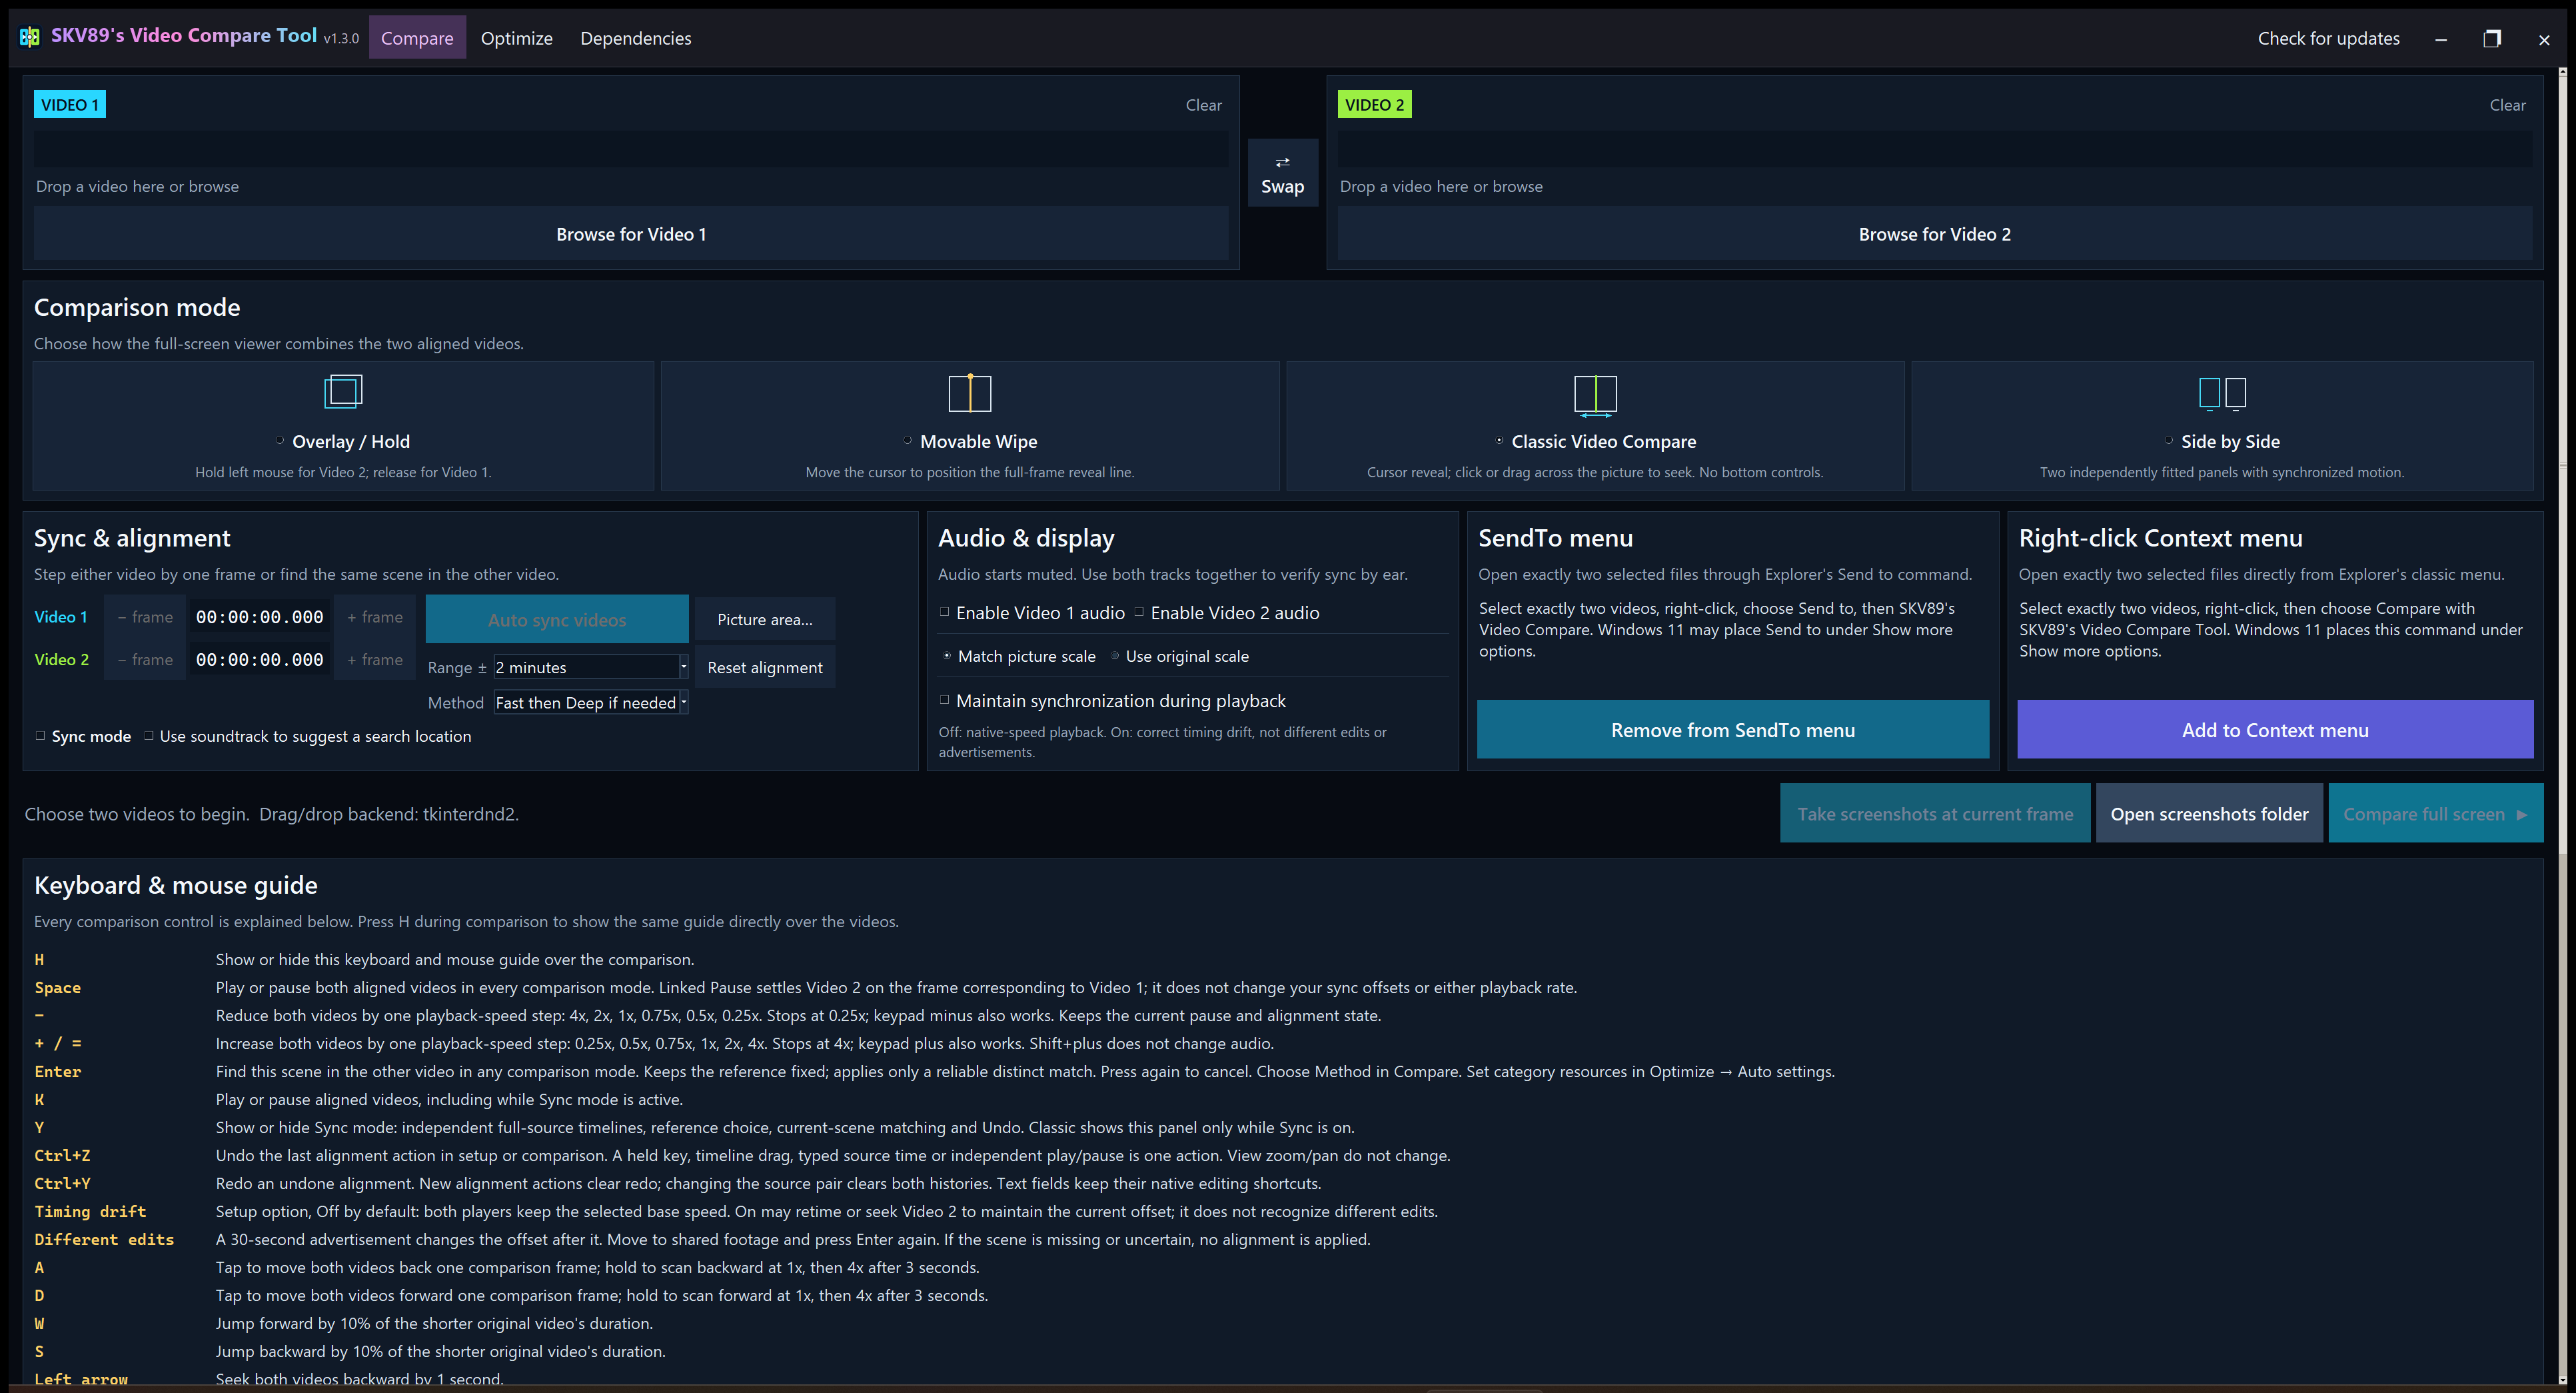 SKV89's Video Compare Tool v1.3.0 Compare Optimize Dependencies Check for updates
VIDEO 1 Clear
Drop a video here or browse
Browse for Video 1
⇄
Swap
VIDEO 2 Clear
Drop a video here or browse
Browse for Video 2
Comparison mode
Choose how the full-screen viewer combines the two aligned videos.
Overlay / Hold
Hold left mouse for Video 2; release for Video 1.
Movable Wipe
Move the cursor to position the full-frame reveal line.
Classic Video Compare
Cursor reveal; click or drag across the picture to seek. No bottom controls.
Side by Side
Two independently fitted panels with synchronized motion.
Sync & alignment
Step either video by one frame or find the same scene in the other video.
Video 1 − frame 00:00:00.000 + frame Auto sync videos Picture area...
Video 2 − frame 00:00:00.000 + frame Range ± 2 minutes Reset alignment
Method Fast then Deep if needed
Sync mode Use soundtrack to suggest a search location
Audio & display
Audio starts muted. Use both tracks together to verify sync by ear.
Enable Video 1 audio Enable Video 2 audio
Match picture scale Use original scale
Maintain synchronization during playback
Off: native-speed playback. On: correct timing drift, not different edits or
advertisements.
SendTo menu
Open exactly two selected files through Explorer's Send to command.
Select exactly two videos, right-click, choose Send to, then SKV89's
Video Compare. Windows 11 may place Send to under Show more
options.
Remove from SendTo menu
Right-click Context menu
Open exactly two selected files directly from Explorer's classic menu.
Select exactly two videos, right-click, then choose Compare with
SKV89's Video Compare Tool. Windows 11 places this command under
Show more options.
Add to Context menu
Choose two videos to begin. Drag/drop backend: tkinterdnd2.
Take screenshots at current frame Open screenshots folder Compare full screen ▶
Keyboard & mouse guide
Every comparison control is explained below. Press H during comparison to show the same guide directly over the videos.
H Show or hide this keyboard and mouse guide over the comparison.
Space Play or pause both aligned videos in every comparison mode. Linked Pause settles Video 2 on the frame corresponding to Video 1; it does not change your sync offsets or either playback rate.
− Reduce both videos by one playback-speed step: 4x, 2x, 1x, 0.75x, 0.5x, 0.25x. Stops at 0.25x; keypad minus also works. Keeps the current pause and alignment state.
+ / = Increase both videos by one playback-speed step: 0.25x, 0.5x, 0.75x, 1x, 2x, 4x. Stops at 4x; keypad plus also works. Shift+plus does not change audio.
Enter Find this scene in the other video in any comparison mode. Keeps the reference fixed; applies only a reliable distinct match. Press again to cancel. Choose Method in Compare. Set category resources in Optimize → Auto settings.
K Play or pause aligned videos, including while Sync mode is active.
Y Show or hide Sync mode: independent full-source timelines, reference choice, current-scene matching and Undo. Classic shows this panel only while Sync is on.
Ctrl+Z Undo the last alignment action in setup or comparison. A held key, timeline drag, typed source time or independent play/pause is one action. View zoom/pan do not change.
Ctrl+Y Redo an undone alignment. New alignment actions clear redo; changing the source pair clears both histories. Text fields keep their native editing shortcuts.
Timing drift Setup option, Off by default: both players keep the selected base speed. On may retime or seek Video 2 to maintain the current offset; it does not recognize different edits.
Different edits A 30-second advertisement changes the offset after it. Move to shared footage and press Enter again. If the scene is missing or uncertain, no alignment is applied.
A Tap to move both videos back one comparison frame; hold to scan backward at 1x, then 4x after 3 seconds.
D Tap to move both videos forward one comparison frame; hold to scan forward at 1x, then 4x after 3 seconds.
W Jump forward by 10% of the shorter original video's duration.
S Jump backward by 10% of the shorter original video's duration.
Left arrow Seek both videos backward by 1 second.